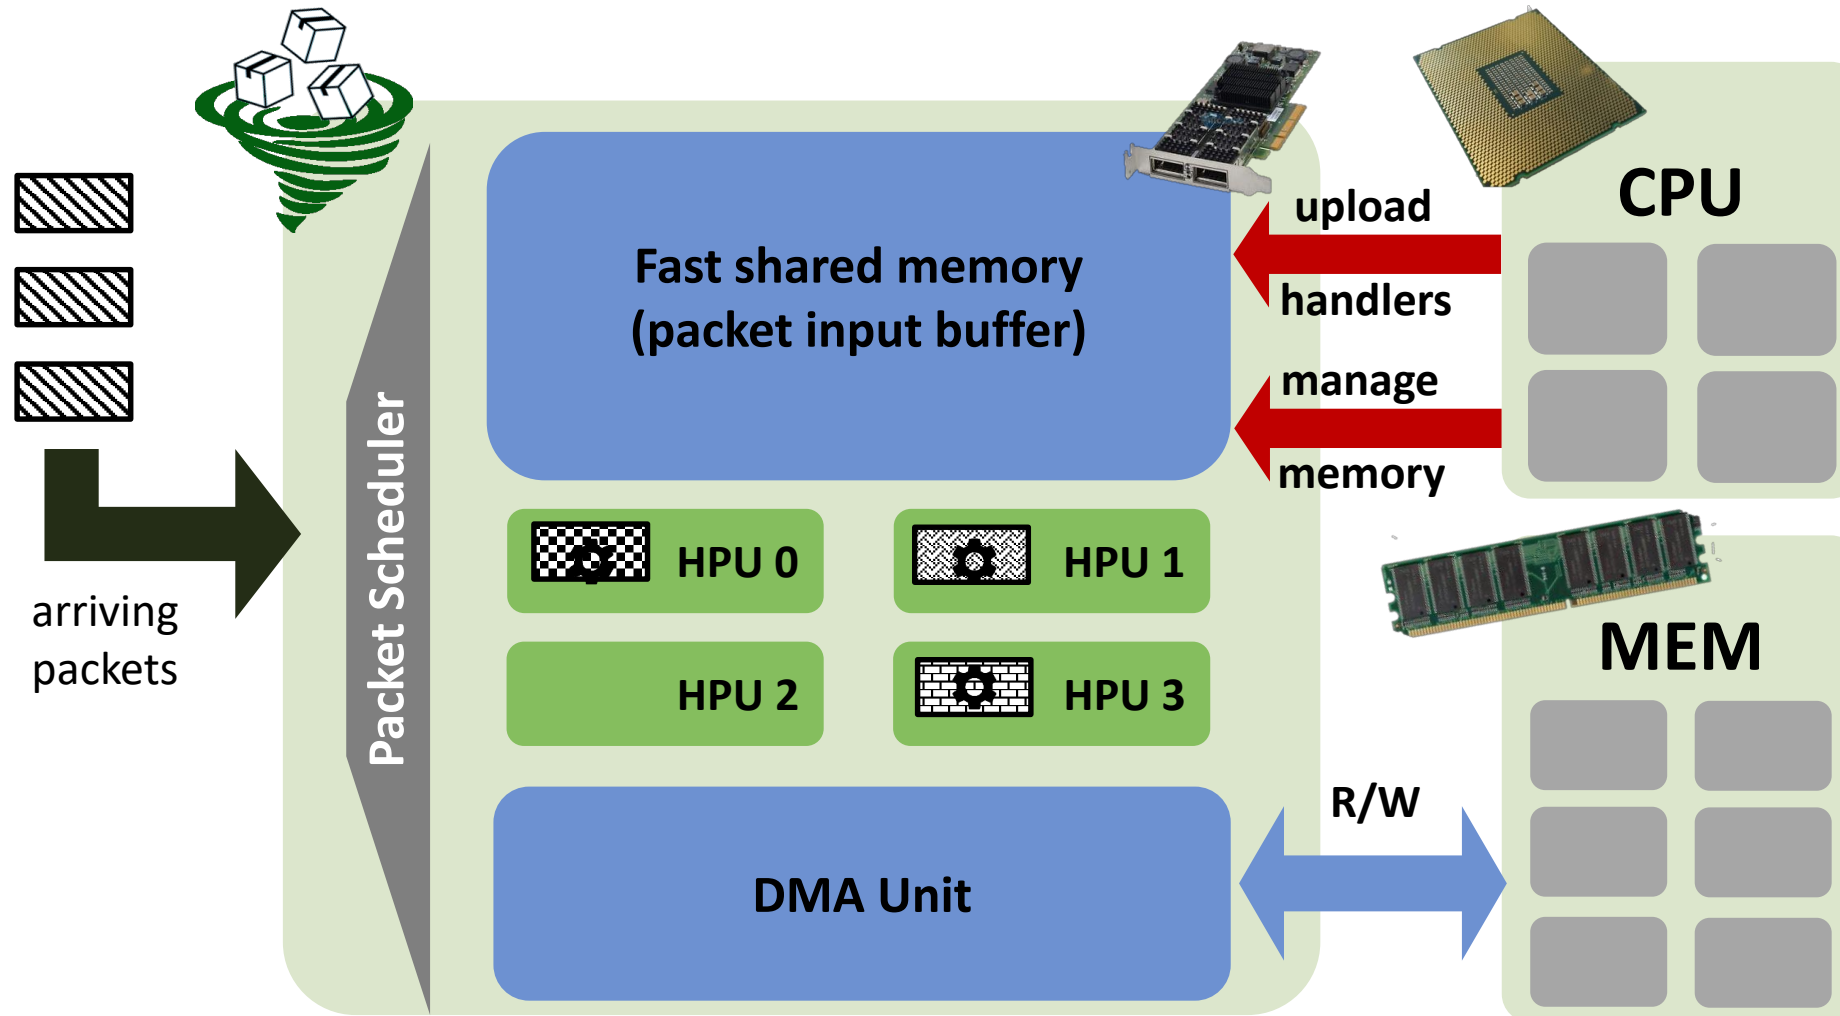 CPU
upload
handlers
manage
memory
Fast shared memory
(packet input buffer)
Packet Scheduler
arriving
packets
HPU 0
HPU 1
HPU 2
HPU 3
MEM
R/W
DMA Unit